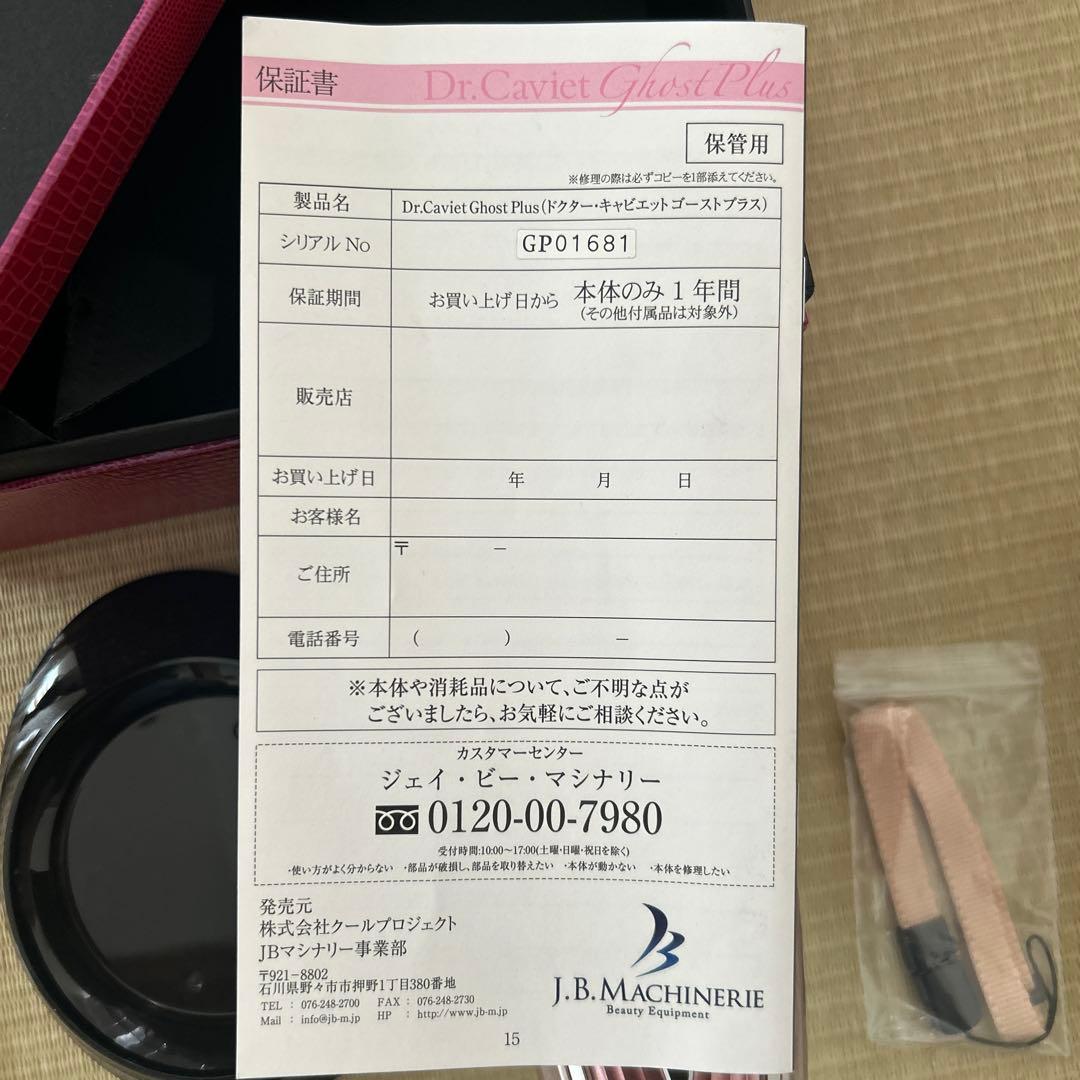 保証書
Dr.Caviet Ghost Plus
保管用
※修理の際は必ずコピーを1部添えてください。
製品名 Dr.Caviet Ghost Plus(ドクター・キャビエット ゴースト プラス)
シリアル No GP01681
保証期間 お買い上げ日から 本体のみ 1 年間
(その他付属品は対象外)
販売店
お買い上げ日 年 月 日
お客様名
ご住所 〒 −
電話番号 ( ) −
※本体や消耗品について、ご不明な点が
ございましたら、お気軽にご相談ください。
カスタマーセンター
ジェイ・ビー・マシナリー
0120-00-7980
受付時間:10:00〜17:00(土曜・日曜・祝日を除く)
・使い方がよく分からない ・部品が破損し、部品を取り替えたい ・本体が動かない ・本体を修理したい
発売元
株式会社クールプロジェクト
JBマシナリー事業部
〒921-8802
石川県野々市市押野1丁目380番地
TEL : 076-248-2700 FAX : 076-248-2730
Mail : info@jb-m.jp HP : http://www.jb-m.jp
J.B.MACHINERIE
Beauty Equipment
15